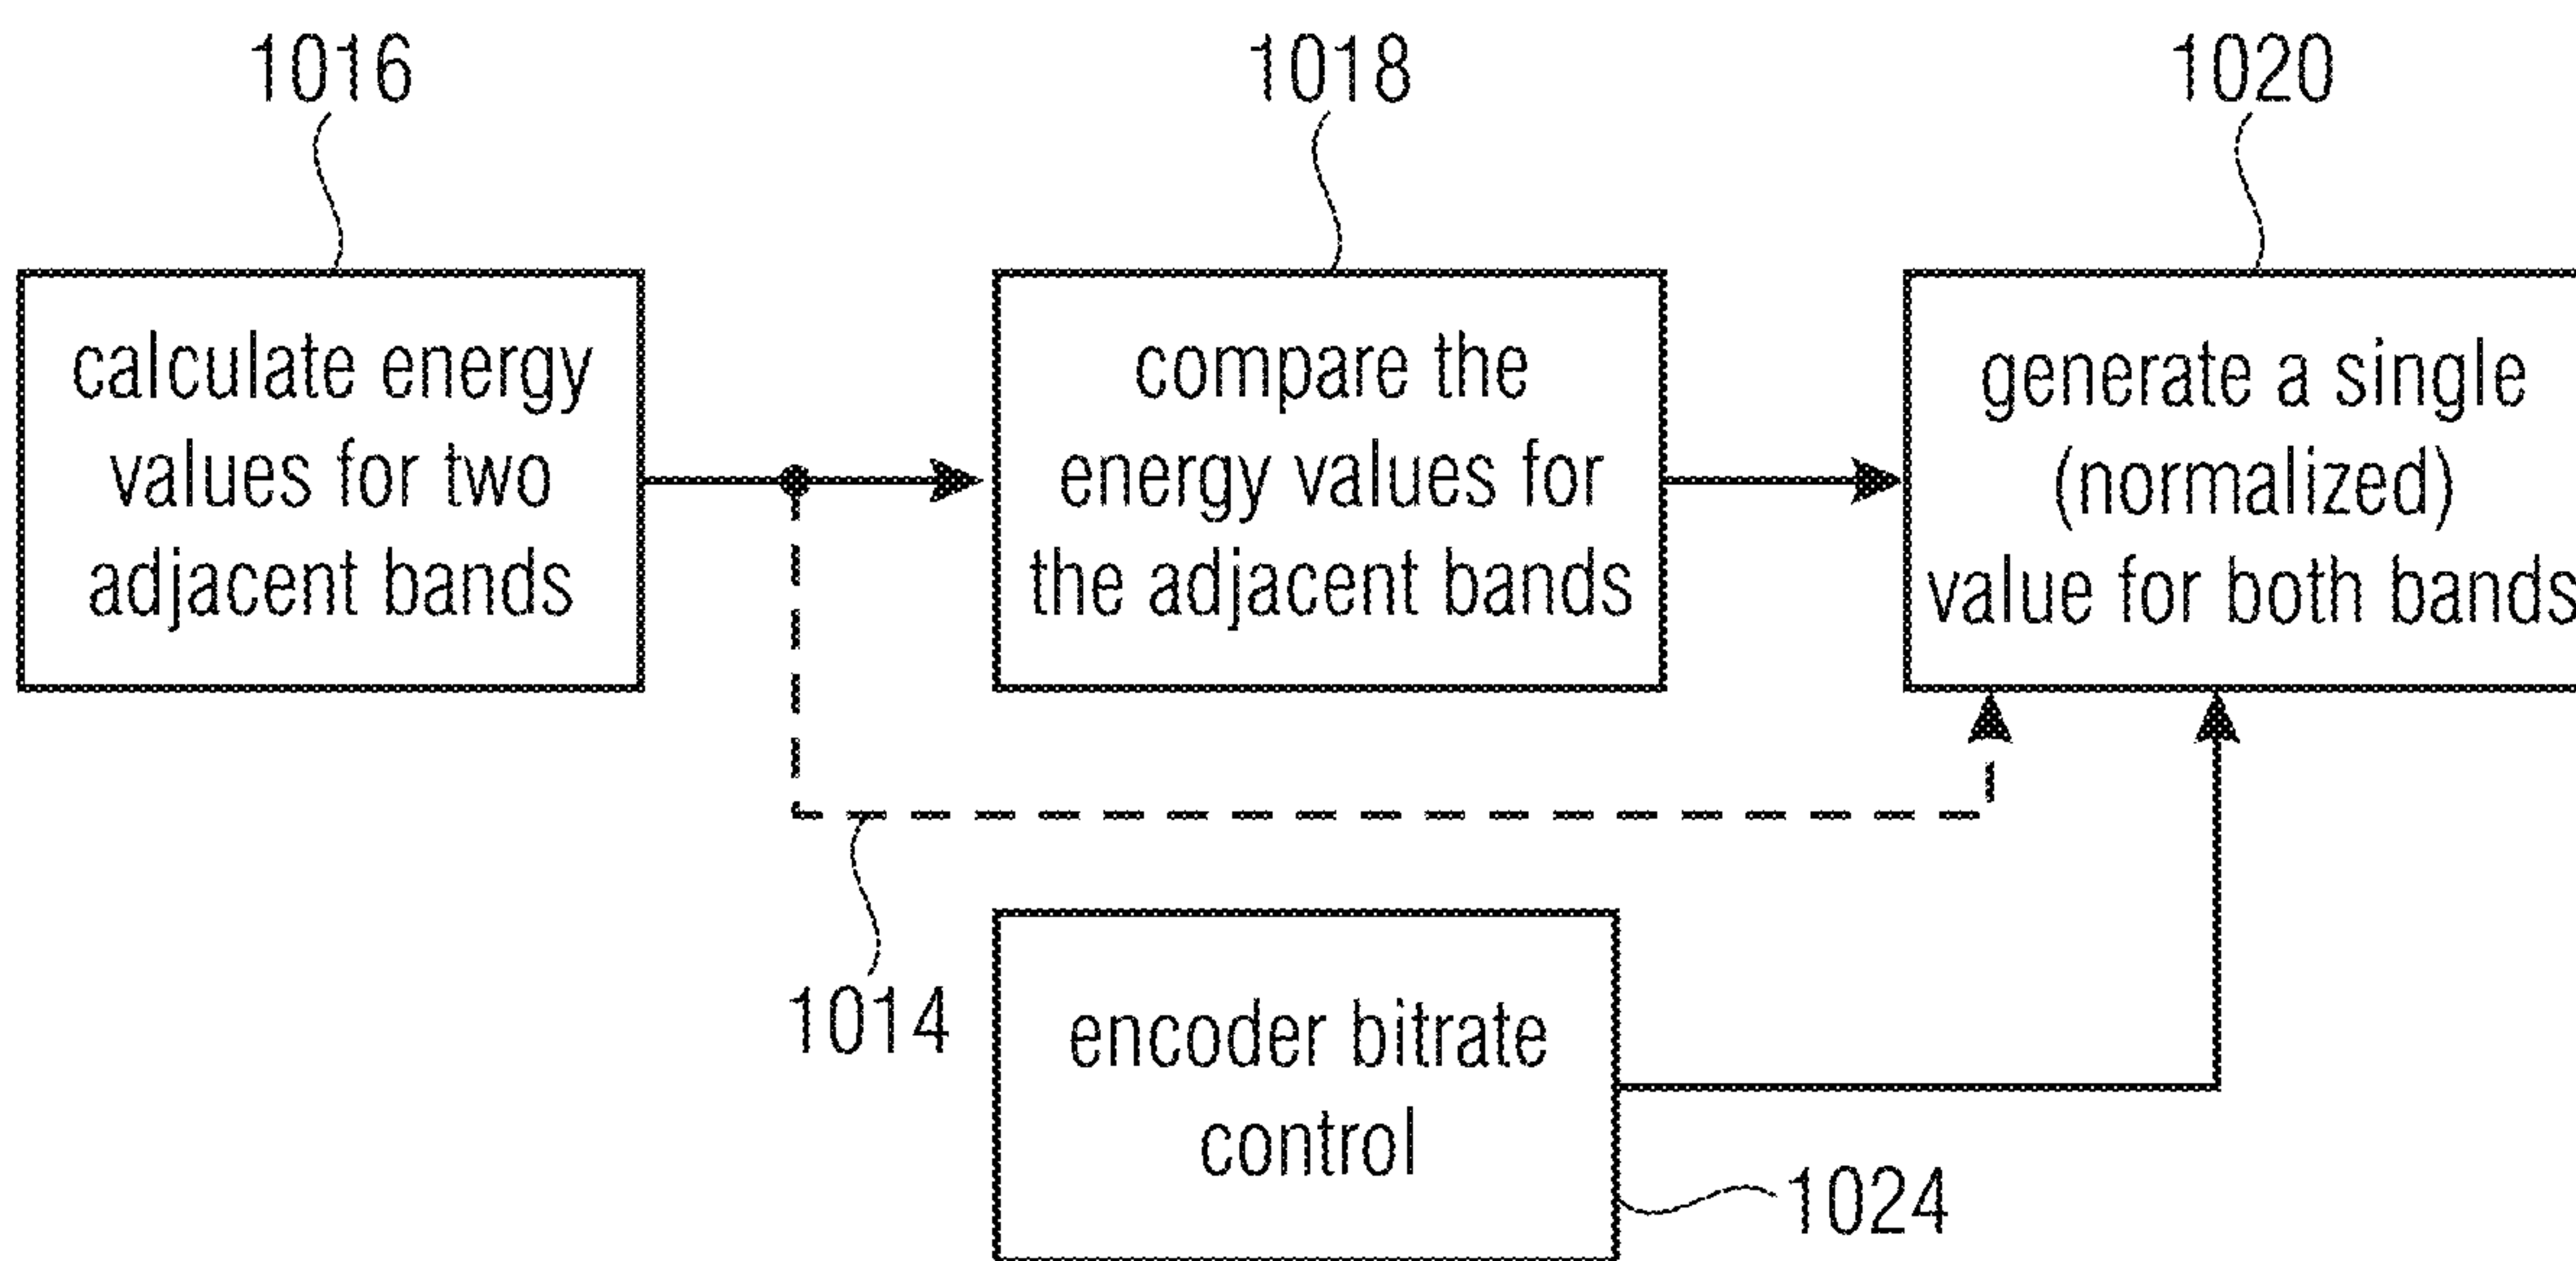 1016
1018
1020
calculate energy
values for two
adjacent bands
compare the
energy values for
the adjacent bands
generate a single
(normalized)
value for both bands
1014
encoder bitrate
control
1024